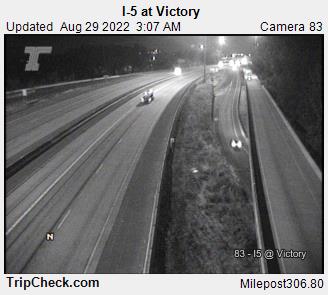 I-5 at Victory
Updated Aug 29 2022 3:07 AM Camera 83
T
N
83 - I5 @ Victory
TripCheck.com Milepost306.80